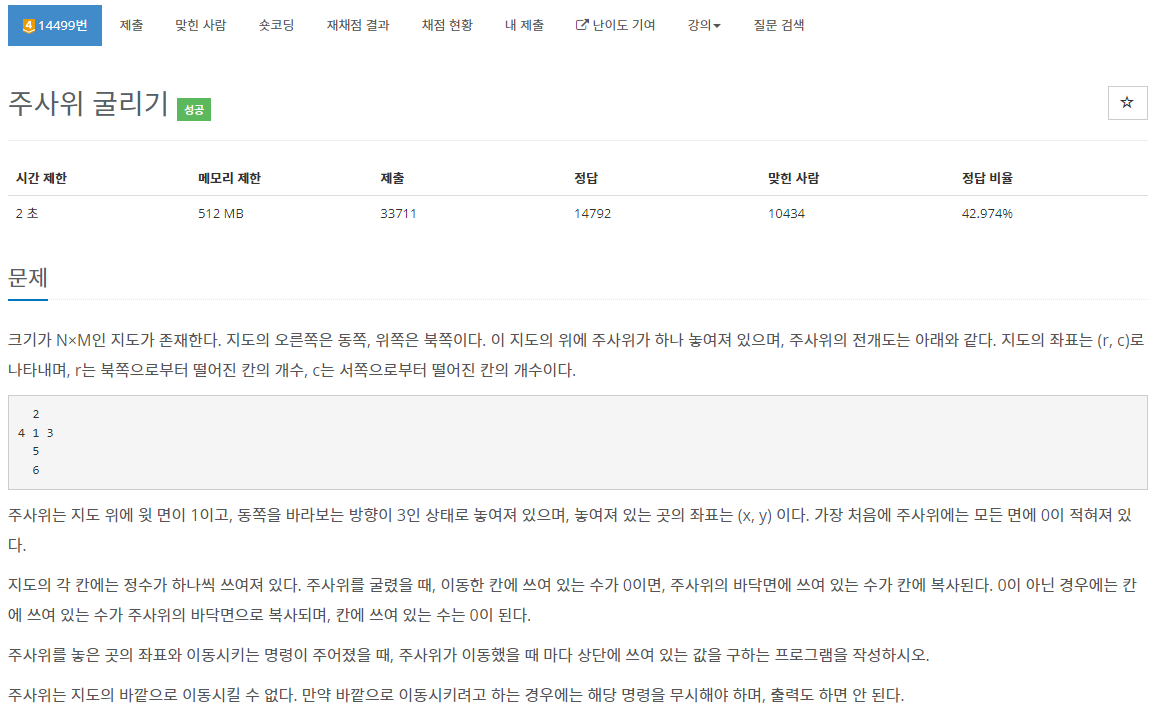 4 14499번 제출 맞힌 사람 숏코딩 재채점 결과 채점 현황 내 제출 난이도 기여 강의 질문 검색
주사위 굴리기 성공
시간 제한 메모리 제한 제출 정답 맞힌 사람 정답 비율
2 초 512 MB 33711 14792 10434 42.974%
문제
크기가 N×M인 지도가 존재한다. 지도의 오른쪽은 동쪽, 위쪽은 북쪽이다. 이 지도의 위에 주사위가 하나 놓여져 있으며, 주사위의 전개도는 아래와 같다. 지도의 좌표는 (r, c)로
나타내며, r는 북쪽으로부터 떨어진 칸의 개수, c는 서쪽으로부터 떨어진 칸의 개수이다.
2
4 1 3
5
6
주사위는 지도 위에 윗 면이 1이고, 동쪽을 바라보는 방향이 3인 상태로 놓여져 있으며, 놓여져 있는 곳의 좌표는 (x, y) 이다. 가장 처음에 주사위에는 모든 면에 0이 적혀져 있
다.
지도의 각 칸에는 정수가 하나씩 쓰여져 있다. 주사위를 굴렸을 때, 이동한 칸에 쓰여 있는 수가 0이면, 주사위의 바닥면에 쓰여 있는 수가 칸에 복사된다. 0이 아닌 경우에는 칸
에 쓰여 있는 수가 주사위의 바닥면으로 복사되며, 칸에 쓰여 있는 수는 0이 된다.
주사위를 놓은 곳의 좌표와 이동시키는 명령이 주어졌을 때, 주사위가 이동했을 때 마다 상단에 쓰여 있는 값을 구하는 프로그램을 작성하시오.
주사위는 지도의 바깥으로 이동시킬 수 없다. 만약 바깥으로 이동시키려고 하는 경우에는 해당 명령을 무시해야 하며, 출력도 하면 안 된다.